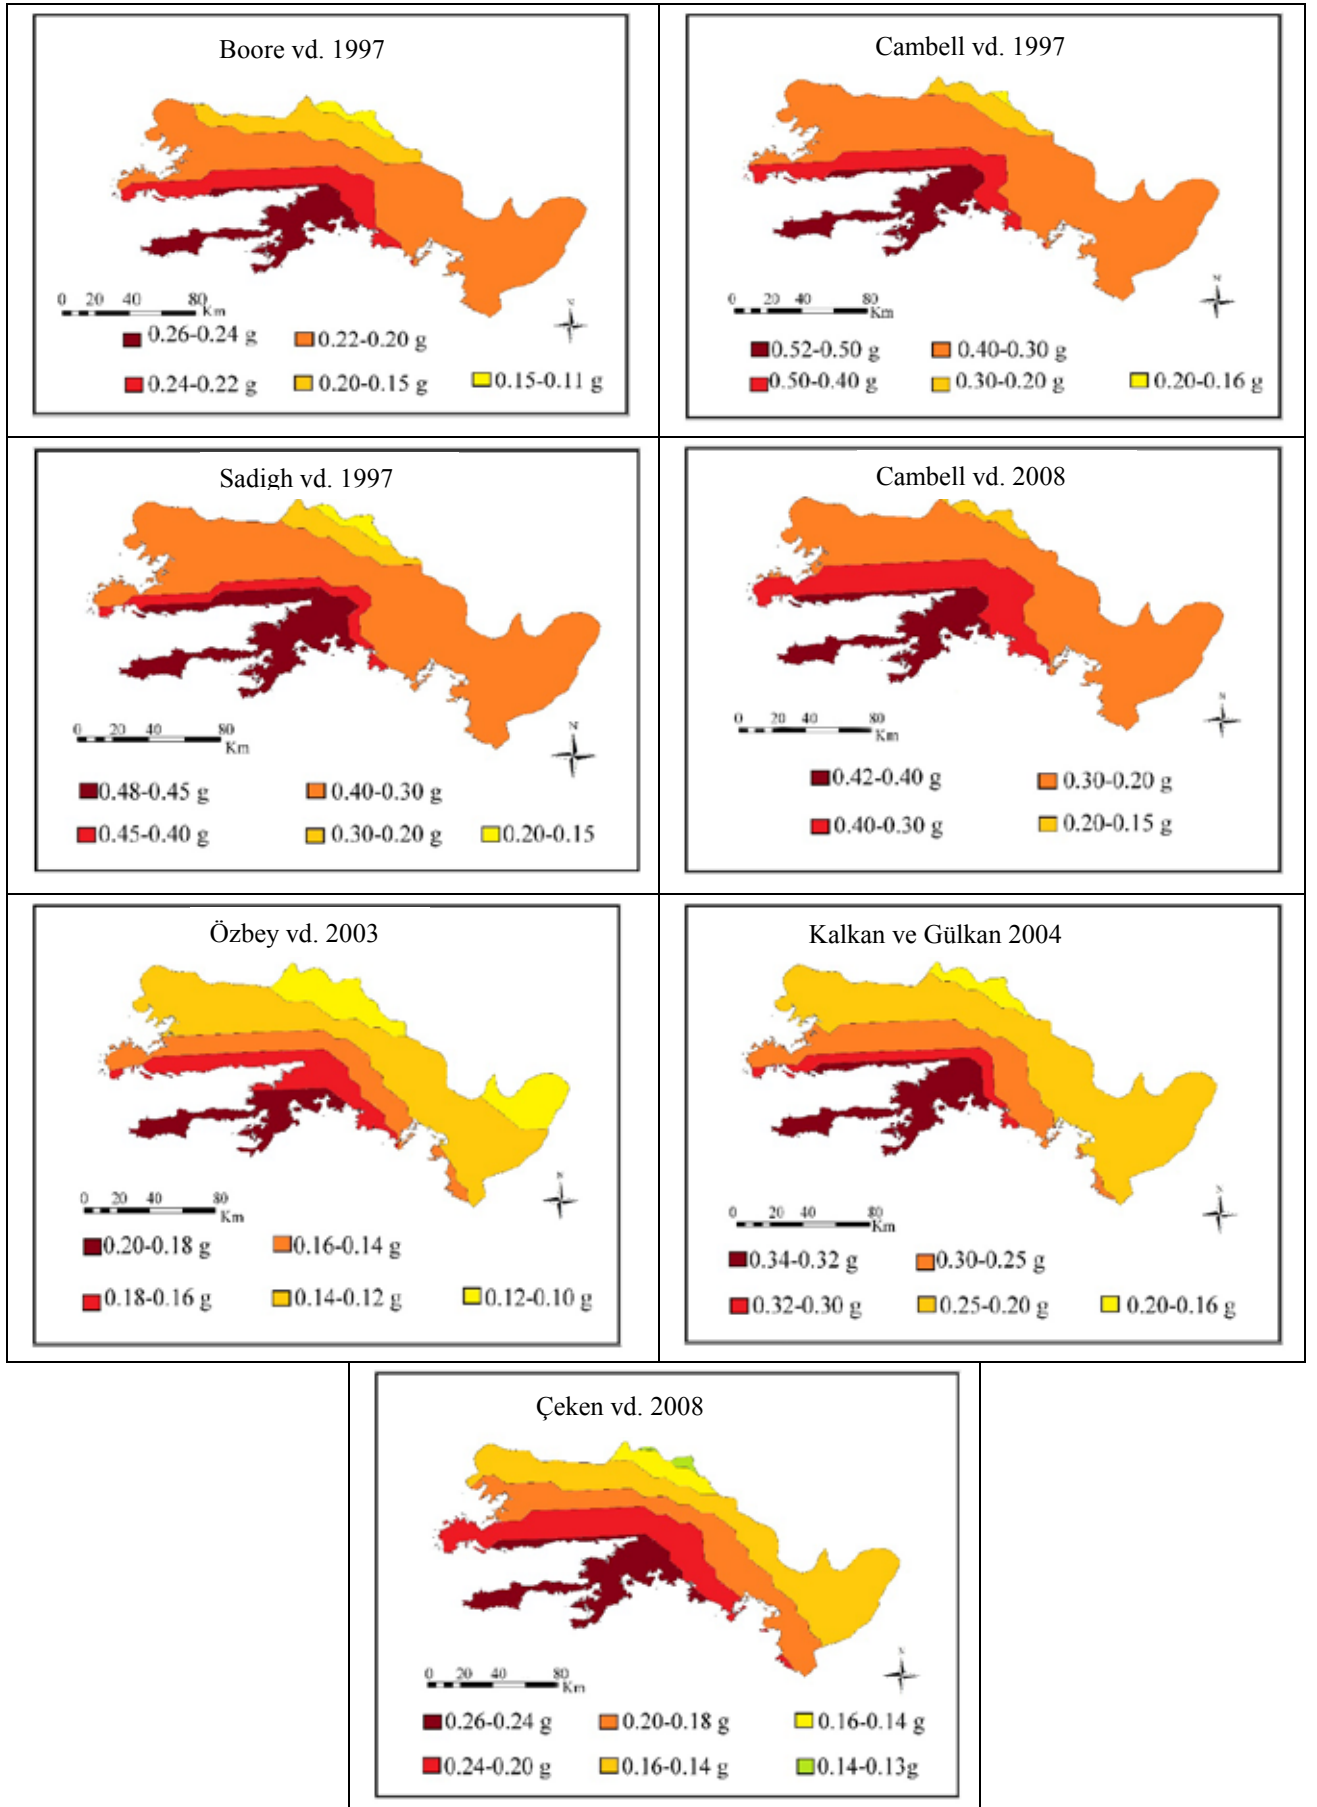 Boore vd. 1997
0 20 40 80
Km
N
0.26-0.24 g 0.22-0.20 g
0.24-0.22 g 0.20-0.15 g 0.15-0.11 g
Cambell vd. 1997
N
0 20 40 80
Km
0.52-0.50 g 0.40-0.30 g
0.50-0.40 g 0.30-0.20 g 0.20-0.16 g
Sadigh vd. 1997
0 20 40 80
Km
N
0.48-0.45 g 0.40-0.30 g
0.45-0.40 g 0.30-0.20 g 0.20-0.15
Cambell vd. 2008
N
0 20 40 80
Km
0.42-0.40 g 0.30-0.20 g
0.40-0.30 g 0.20-0.15 g
Özbey vd. 2003
N
0 20 40 80
Km
0.20-0.18 g 0.16-0.14 g
0.18-0.16 g 0.14-0.12 g 0.12-0.10 g
Kalkan ve Gülkan 2004
N
0 20 40 80
Km
0.34-0.32 g 0.30-0.25 g
0.32-0.30 g 0.25-0.20 g 0.20-0.16 g
Çeken vd. 2008
N
0 20 40 80
Km
0.26-0.24 g 0.20-0.18 g 0.16-0.14 g
0.24-0.20 g 0.16-0.14 g 0.14-0.13g